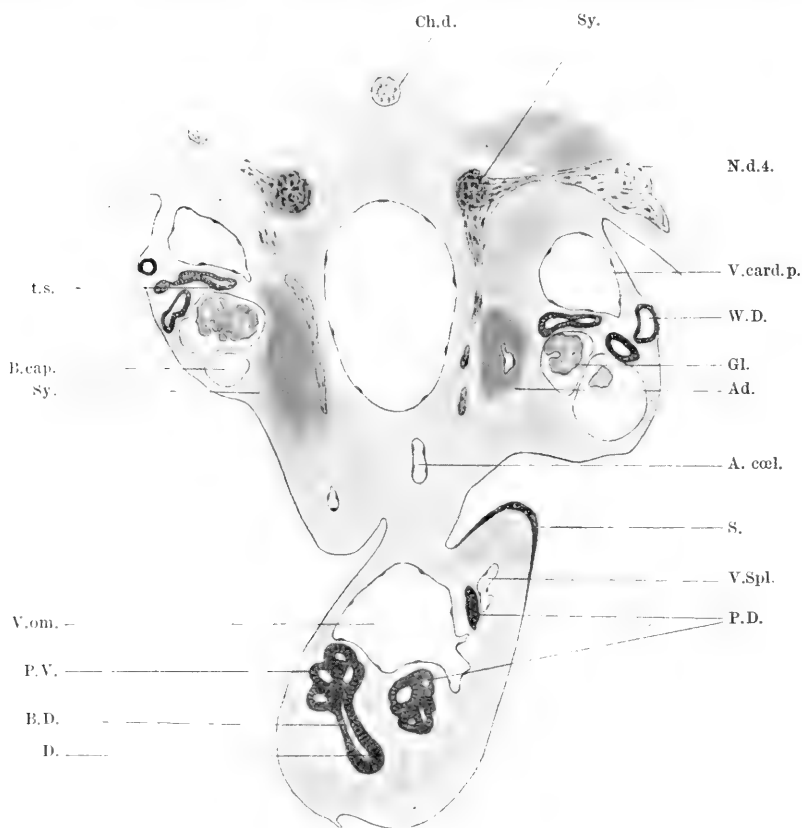 Ch.d.
Sy.
N.d.4.
V.card.p.
t.s.
W.D.
B.cap.
Gl.
Sy.
Ad.
A. cœl.
S.
V.Spl.
V.om.
P.D.
P.V.
B.D.
D.